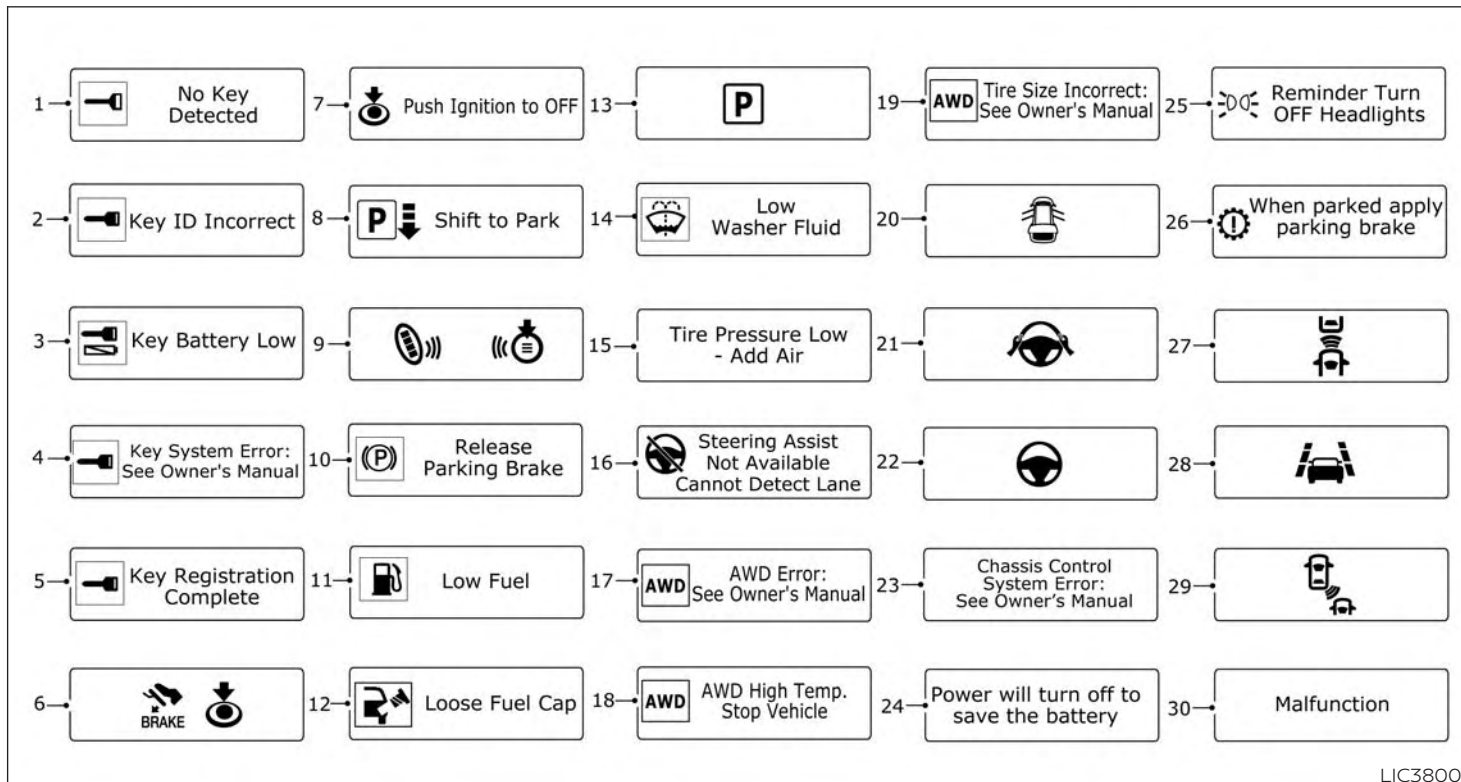 1
No Key
Detected
2
Key ID Incorrect
3
Key Battery Low
4
Key System Error:
See Owner's Manual
5
Key Registration
Complete
6
BRAKE
7
Push Ignition to OFF
8
P
Shift to Park
9
10
P
Release
Parking Brake
11
Low Fuel
12
Loose Fuel Cap
13
P
14
Low
Washer Fluid
15
Tire Pressure Low
- Add Air
16
Steering Assist
Not Available
Cannot Detect Lane
17
AWD
AWD Error:
See Owner's Manual
18
AWD
AWD High Temp.
Stop Vehicle
19
AWD
Tire Size Incorrect:
See Owner's Manual
20
21
22
23
Chassis Control
System Error:
See Owner's Manual
24
Power will turn off to
save the battery
25
Reminder Turn
OFF Headlights
26
When parked apply
parking brake
27
28
29
30
Malfunction
LIC3800